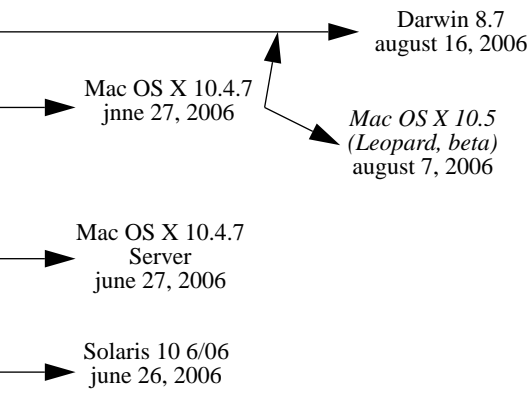 Darwin 8.7
august 16, 2006
Mac OS X 10.4.7
jnne 27, 2006
Mac OS X 10.5
(Leopard, beta)
august 7, 2006
Mac OS X 10.4.7
Server
june 27, 2006
Solaris 10 6/06
june 26, 2006